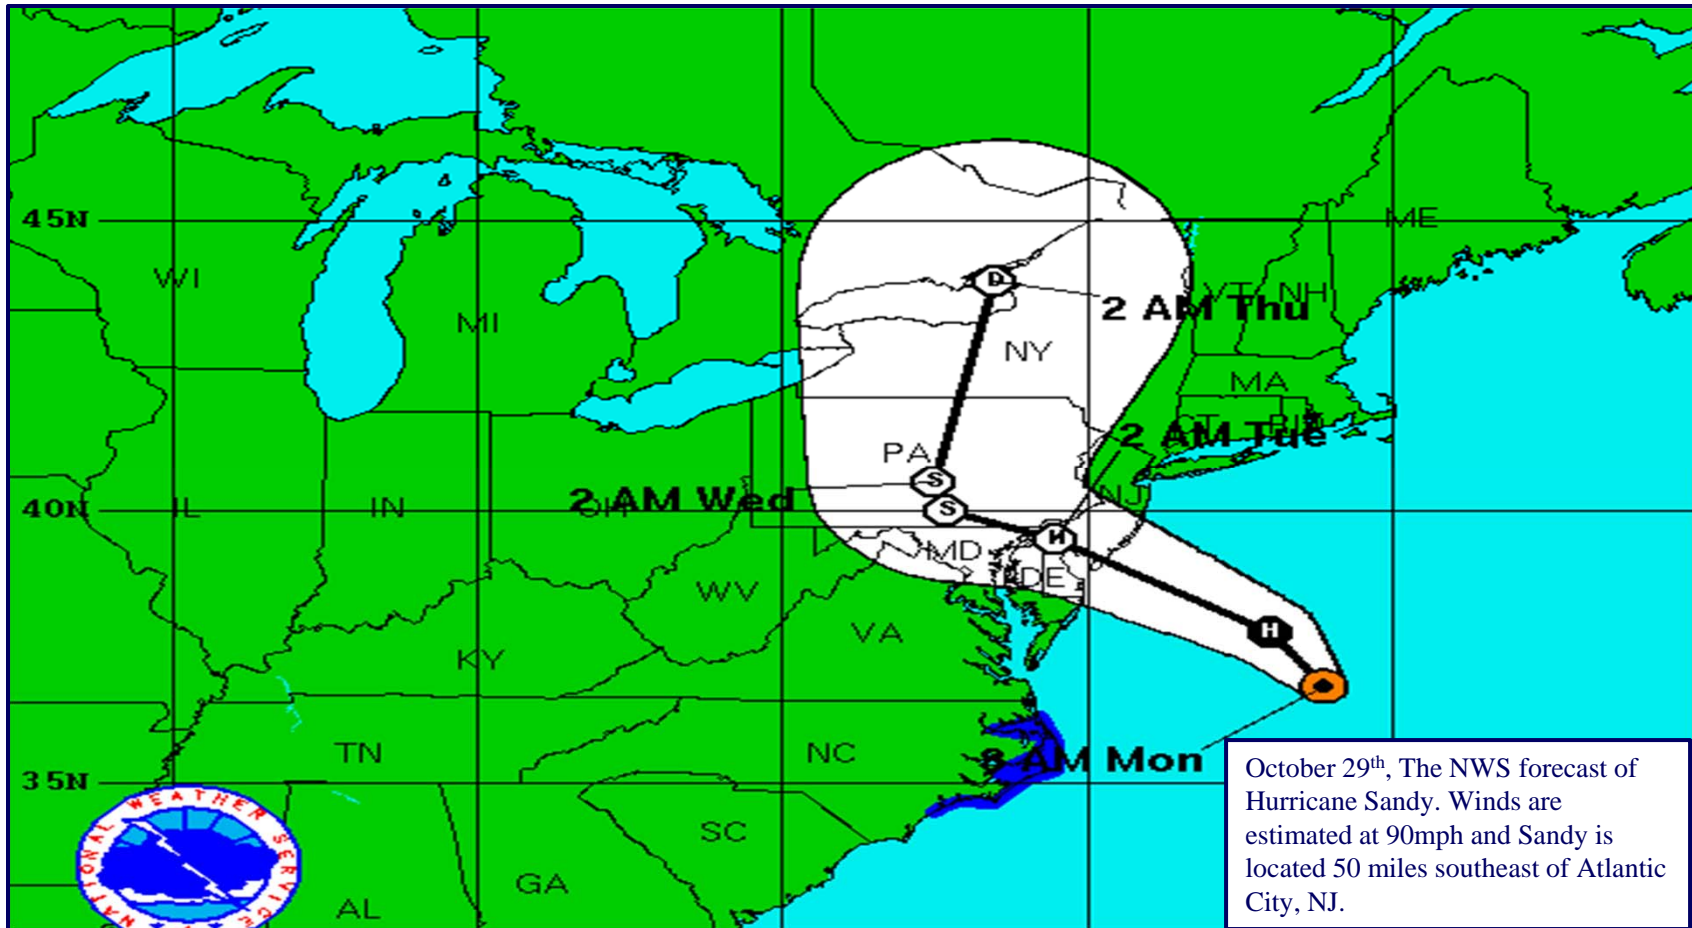 45N
ME
WI
VT
NH
2 AM Thu
MI
NY
MA
CT
RI
2 AM Tue
PA
2 AM Wed
NJ
40N
IL
IN
OH
MD
DE
WV
VA
KY
TN
NC
8 AM Mon
35N
SC
GA
AL
NATIONAL WEATHER SERVICE
D
S
S
H
H
October 29th, The NWS forecast of
Hurricane Sandy. Winds are
estimated at 90mph and Sandy is
located 50 miles southeast of Atlantic
City, NJ.